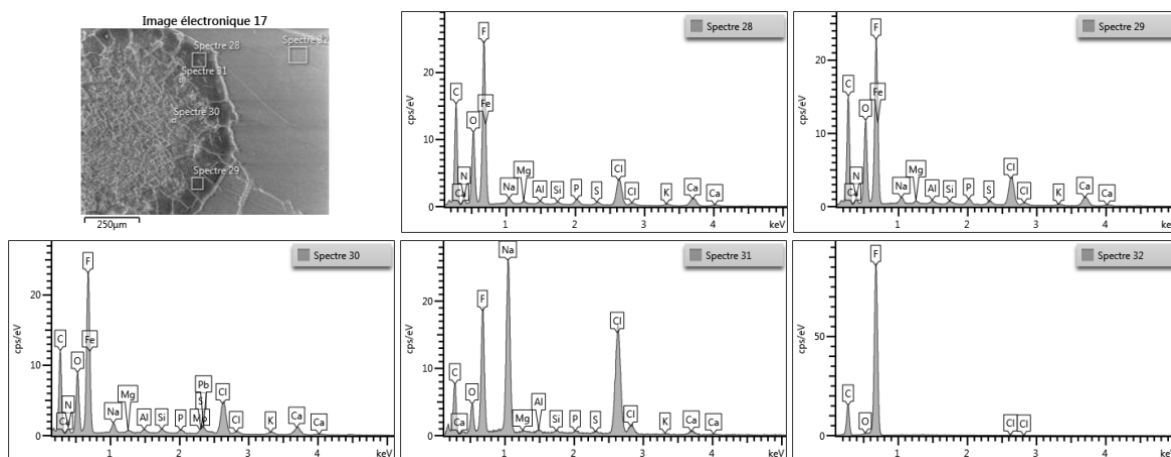 Image électronique 17
Spectre 28
Spectre 31
Spectre 30
Spectre 29
250µm
Spectre 28
cps/eV
20
10
0
C
Ca
N
O
F
Fe
Na
Mg
Al
Si
P
S
Cl
Cl
K
Ca
Ca
1
2
3
4
keV
Spectre 29
cps/eV
20
10
0
C
Ca
N
O
F
Fe
Na
Mg
Al
Si
P
S
Cl
Cl
K
Ca
Ca
1
2
3
4
keV
Spectre 30
cps/eV
20
10
0
C
Ca
N
O
F
Fe
Na
Mg
Al
Si
P
S
Pb
Cl
Cl
K
Ca
Ca
1
2
3
4
keV
Spectre 31
cps/eV
20
10
0
C
Ca
O
F
Na
Mg
Al
Si
P
S
Cl
Cl
K
Ca
Ca
1
2
3
4
keV
Spectre 32
cps/eV
50
0
C
O
F
Cl
Cl
1
2
3
4
keV